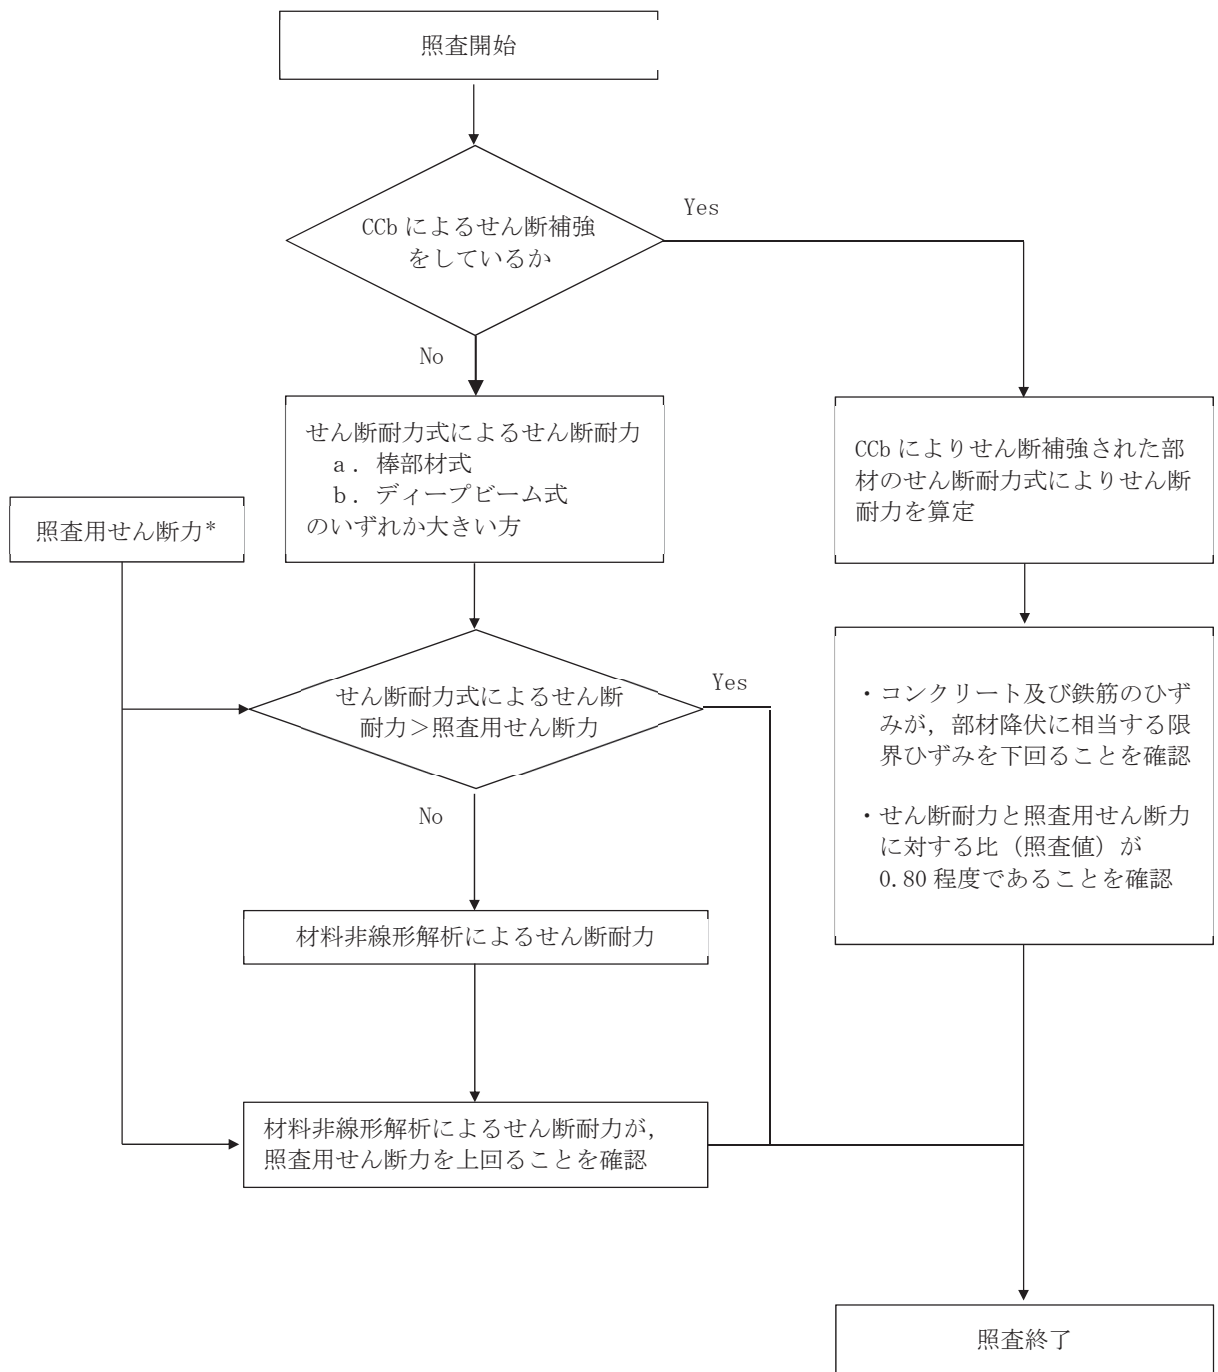 照査開始
CCb によるせん断補強
をしているか
Yes
No
せん断耐力式によるせん断耐力
a. 棒部材式
b. ディープビーム式
のいずれか大きい方
CCb によりせん断補強された部
材のせん断耐力式によりせん断
耐力を算定
照査用せん断力*
せん断耐力式によるせん断
耐力>照査用せん断力
Yes
No
・コンクリート及び鉄筋のひず
みが，部材降伏に相当する限
界ひずみを下回ることを確認
・せん断耐力と照査用せん断力
に対する比（照査値）が
0.80 程度であることを確認
材料非線形解析によるせん断耐力
材料非線形解析によるせん断耐力が，
照査用せん断力を上回ることを確認
照査終了